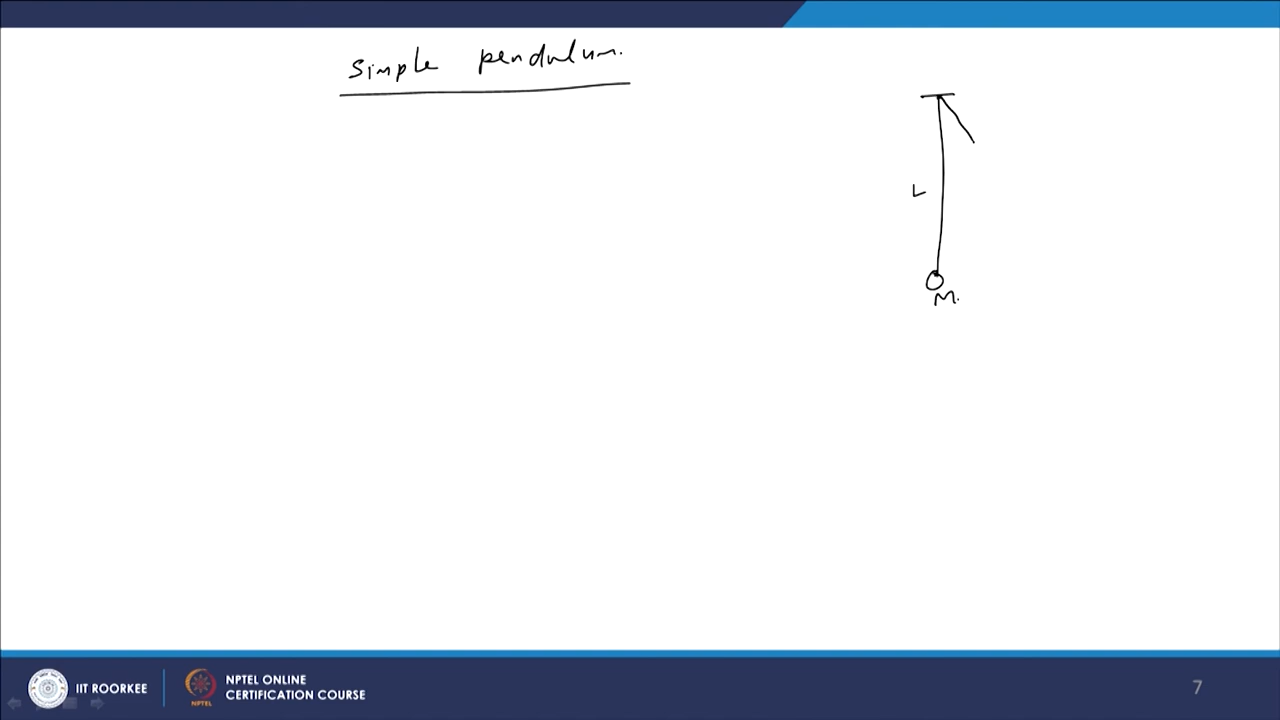 simple pendulum.
L
M.
IIT ROORKEE
NPTEL ONLINE
CERTIFICATION COURSE
7